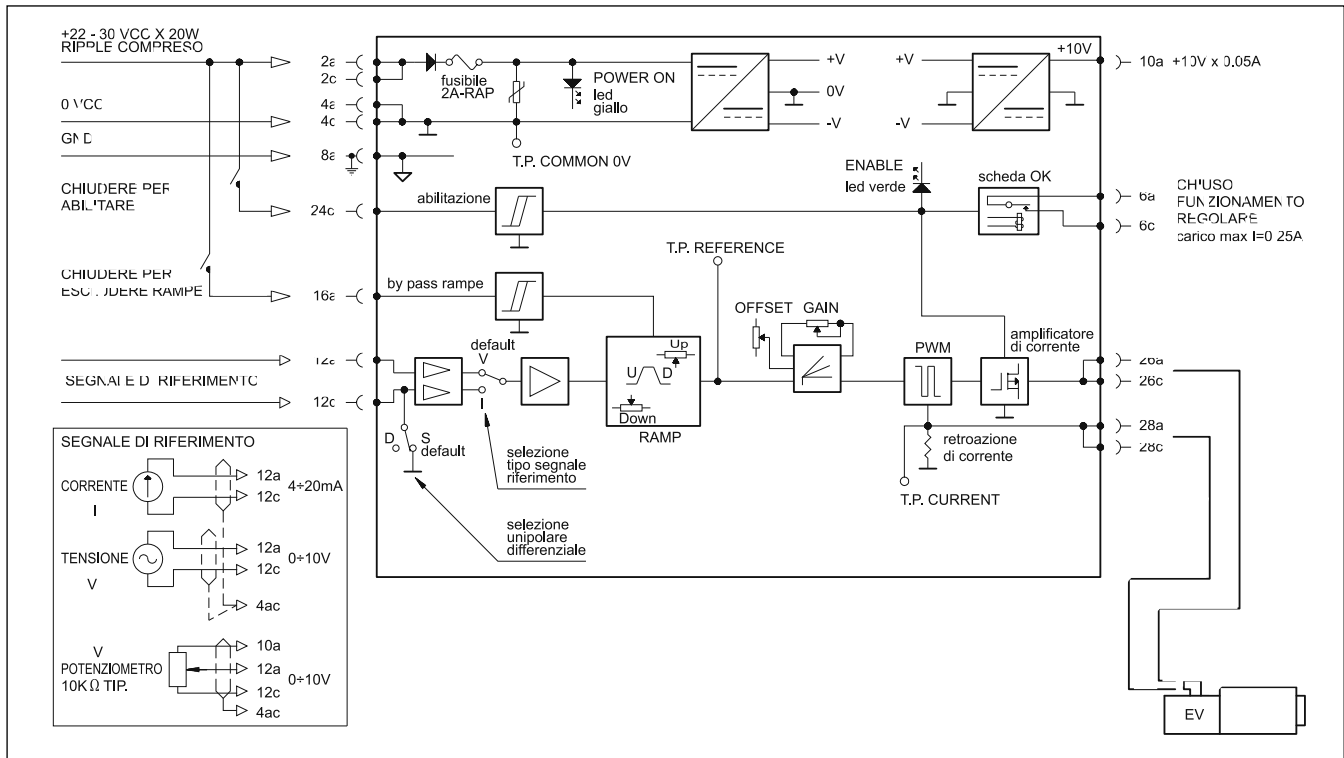 +22 - 30 VCC X 20W
RIPPLE COMPRESO
0 VCC
GND
CHIUDERE PER
ABILITARE
CHIUDERE PER
ESCLUDERE RAMPE
SEGNALE DI RIFERIMENTO
2a
2c
4a
4c
8a
24c
16a
12a
12c
fusibile
2A-RAP
POWER ON
led
giallo
T.P. COMMON 0V
+V
0V
-V
+V
-V
+10V
10a +10V x 0.05A
ENABLE
led verde
scheda OK
6a
6c
CHIUSO
FUNZIONAMENTO
REGOLARE
carico max I=0.25A
abilitazione
T.P. REFERENCE
by pass rampe
OFFSET
GAIN
default
V
I
Up
U
D
Down
RAMP
PWM
amplificatore
di corrente
26a
26c
28a
28c
retroazione
di corrente
T.P. CURRENT
D
S
default
selezione
tipo segnale
riferimento
selezione
unipolare
differenziale
SEGNALE DI RIFERIMENTO
CORRENTE
I
12a
12c
4÷20mA
TENSIONE
V
12a
12c
0÷10V
4ac
V
POTENZIOMETRO
10KΩ TIP.
10a
12a
12c
0÷10V
4ac
EV